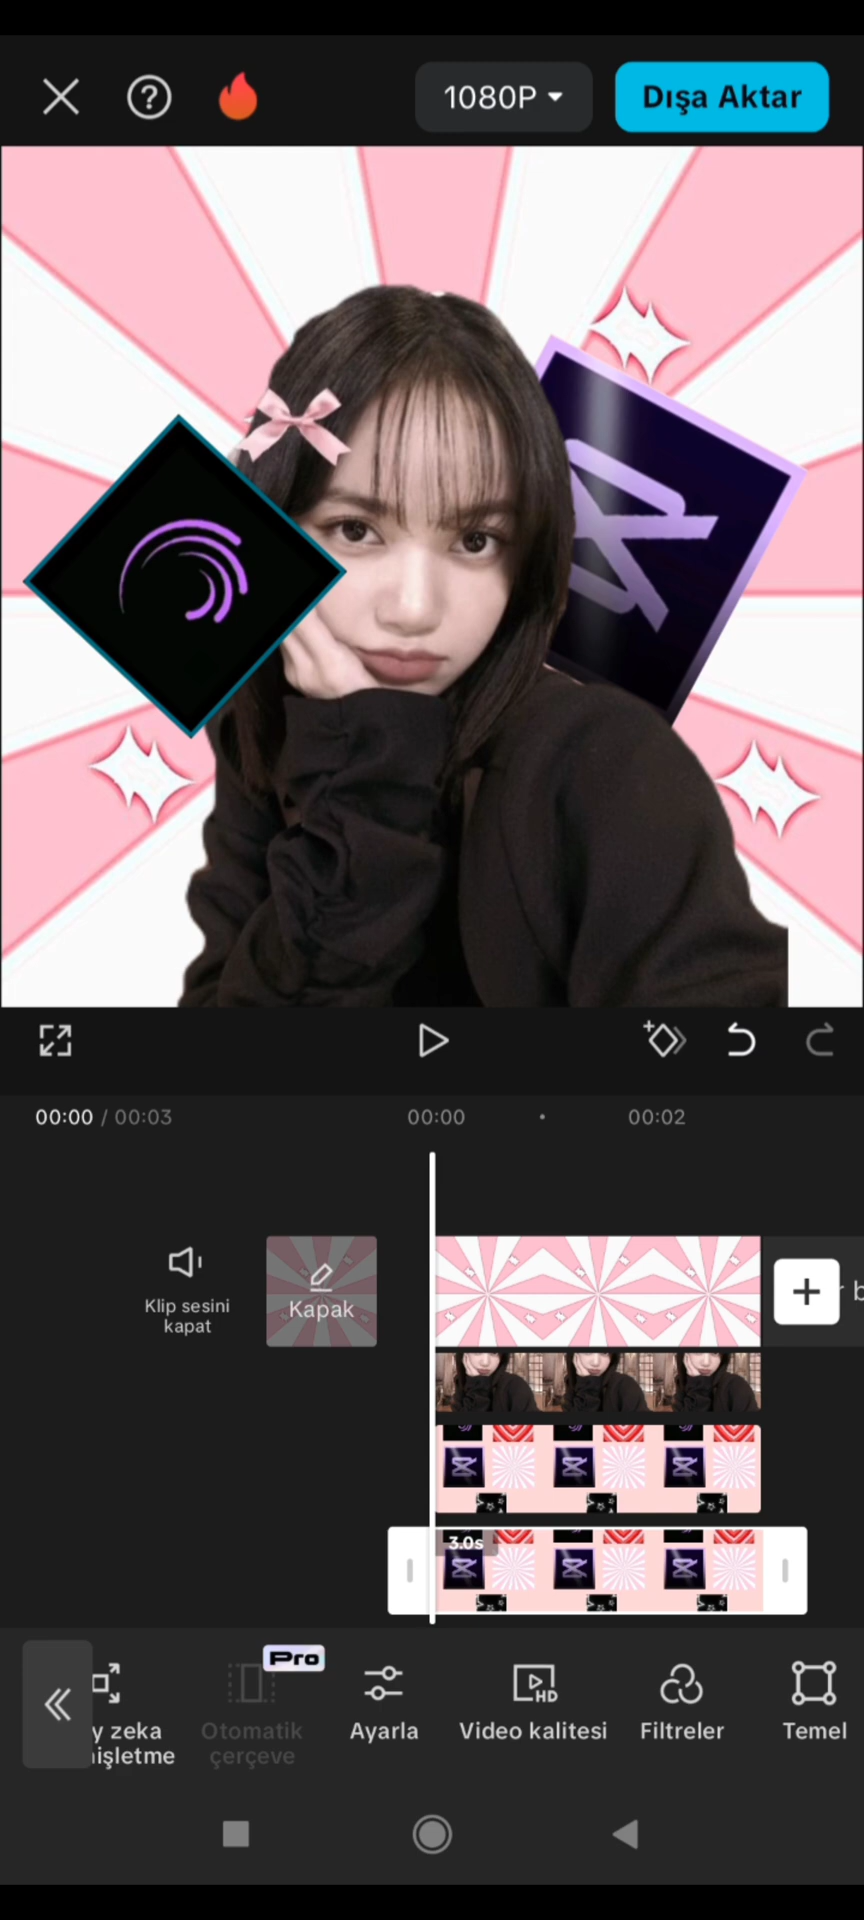 1080P
Dışa Aktar
00:00 / 00:03
00:00
00:02
Klip sesini
kapat
Kapak
3.0s
Pro
y zeka
işletme
Otomatik
çerçeve
Ayarla
Video kalitesi
HD
Filtreler
Temel